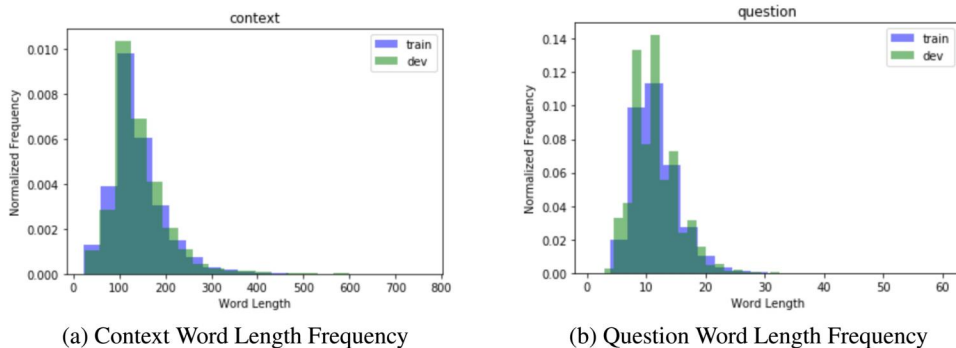 context
train
dev
Normalized Frequency
0.010
0.008
0.006
0.004
0.002
0.000
0 100 200 300 400 500 600 700 800
Word Length
(a) Context Word Length Frequency
question
train
dev
Normalized Frequency
0.14
0.12
0.10
0.08
0.06
0.04
0.02
0.00
0 10 20 30 40 50 60
Word Length
(b) Question Word Length Frequency